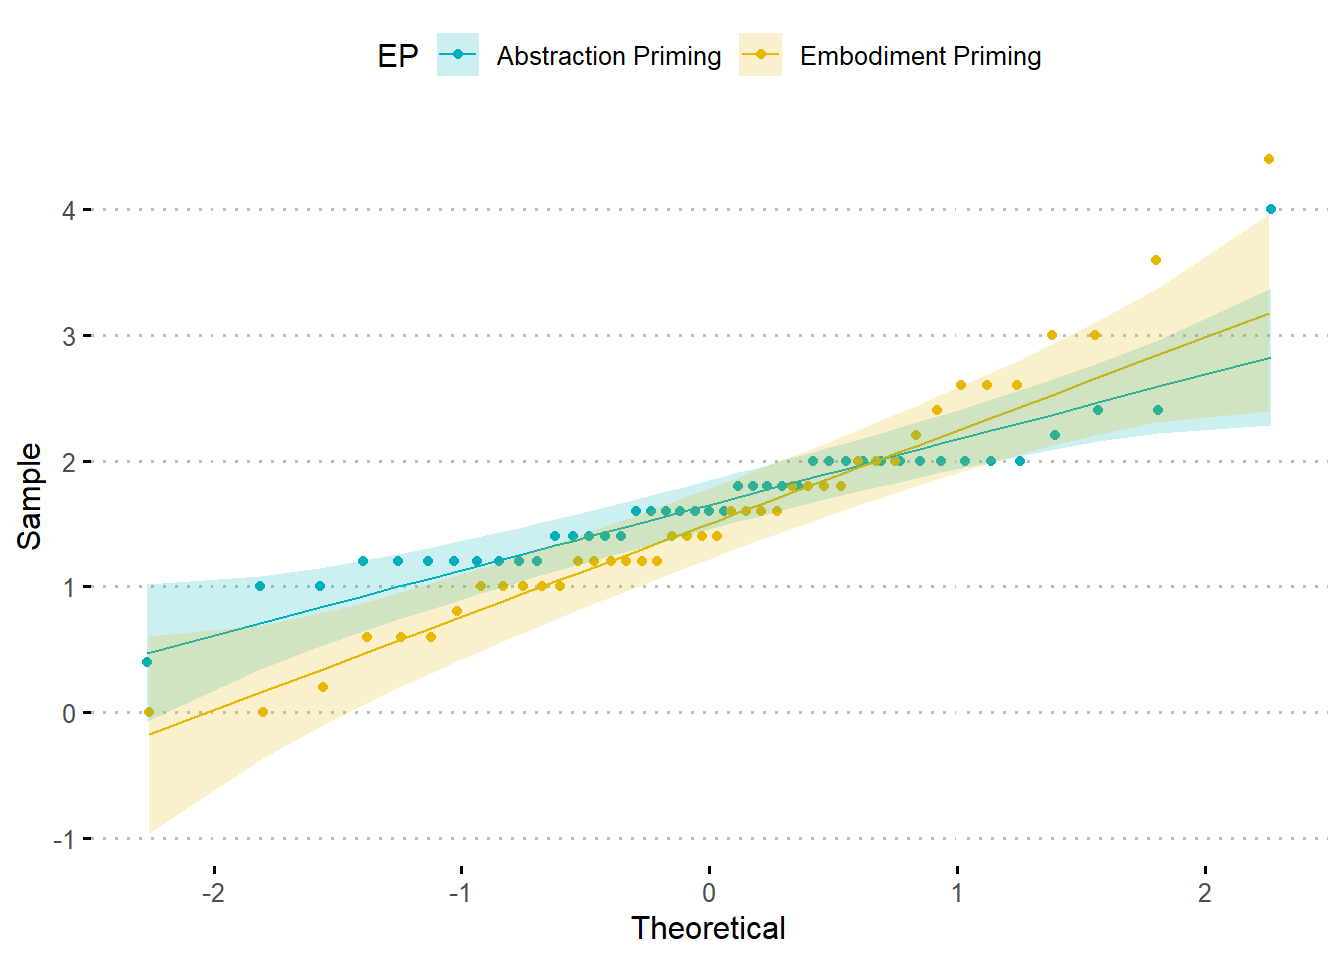 EP Abstraction Priming Embodiment Priming
4
3
2
1
0
-1
Sample
-2 -1 0 1 2
Theoretical